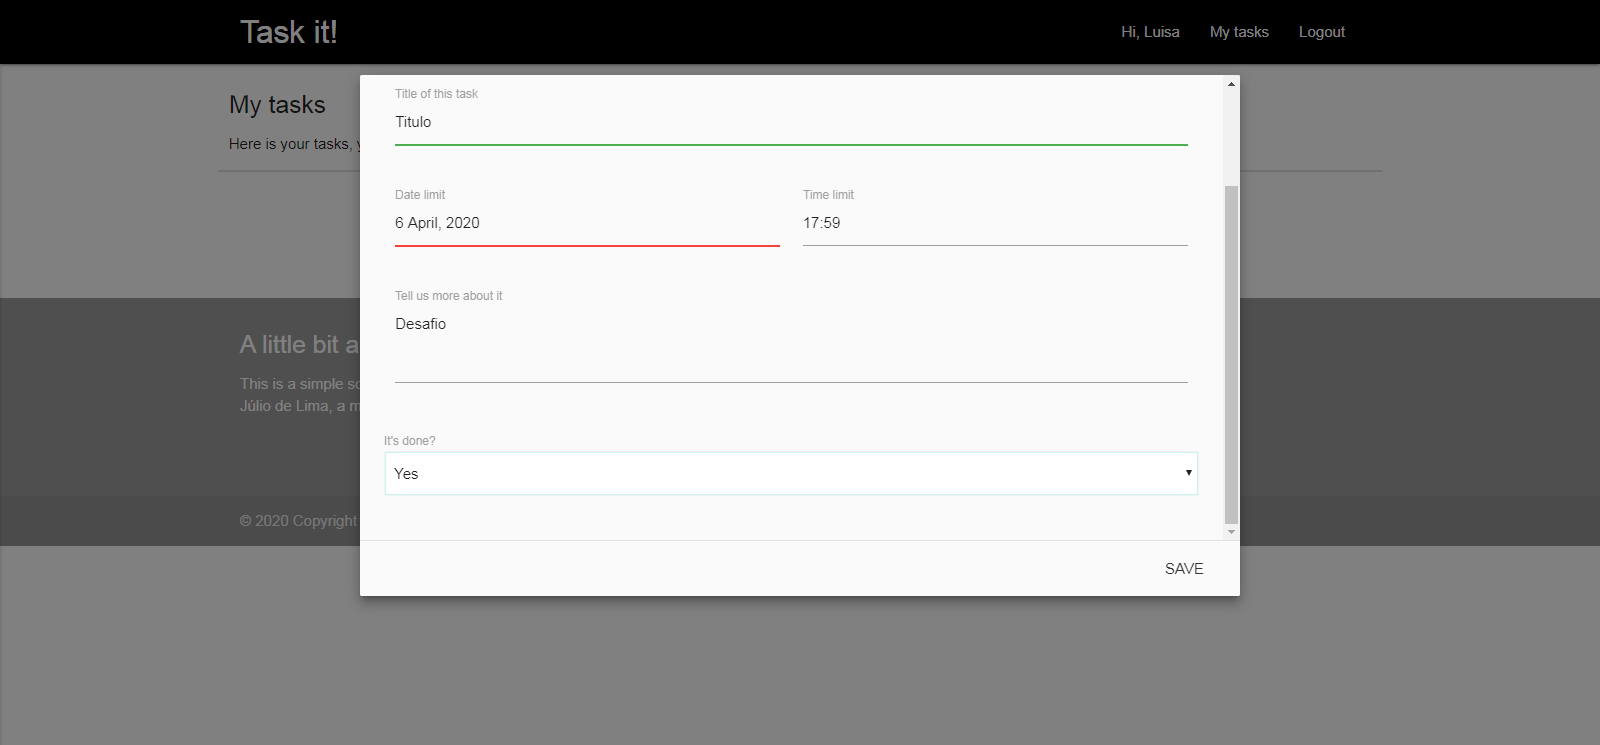 Task it!
Hi, Luisa
My tasks
Logout
My tasks
Here is your tasks,
Title of this task
Titulo
Date limit
Time limit
6 April, 2020
17:59
Tell us more about it
Desafio
A little bit a
This is a simple
Júlio de Lima, a
It's done?
Yes
© 2020 Copyright
SAVE